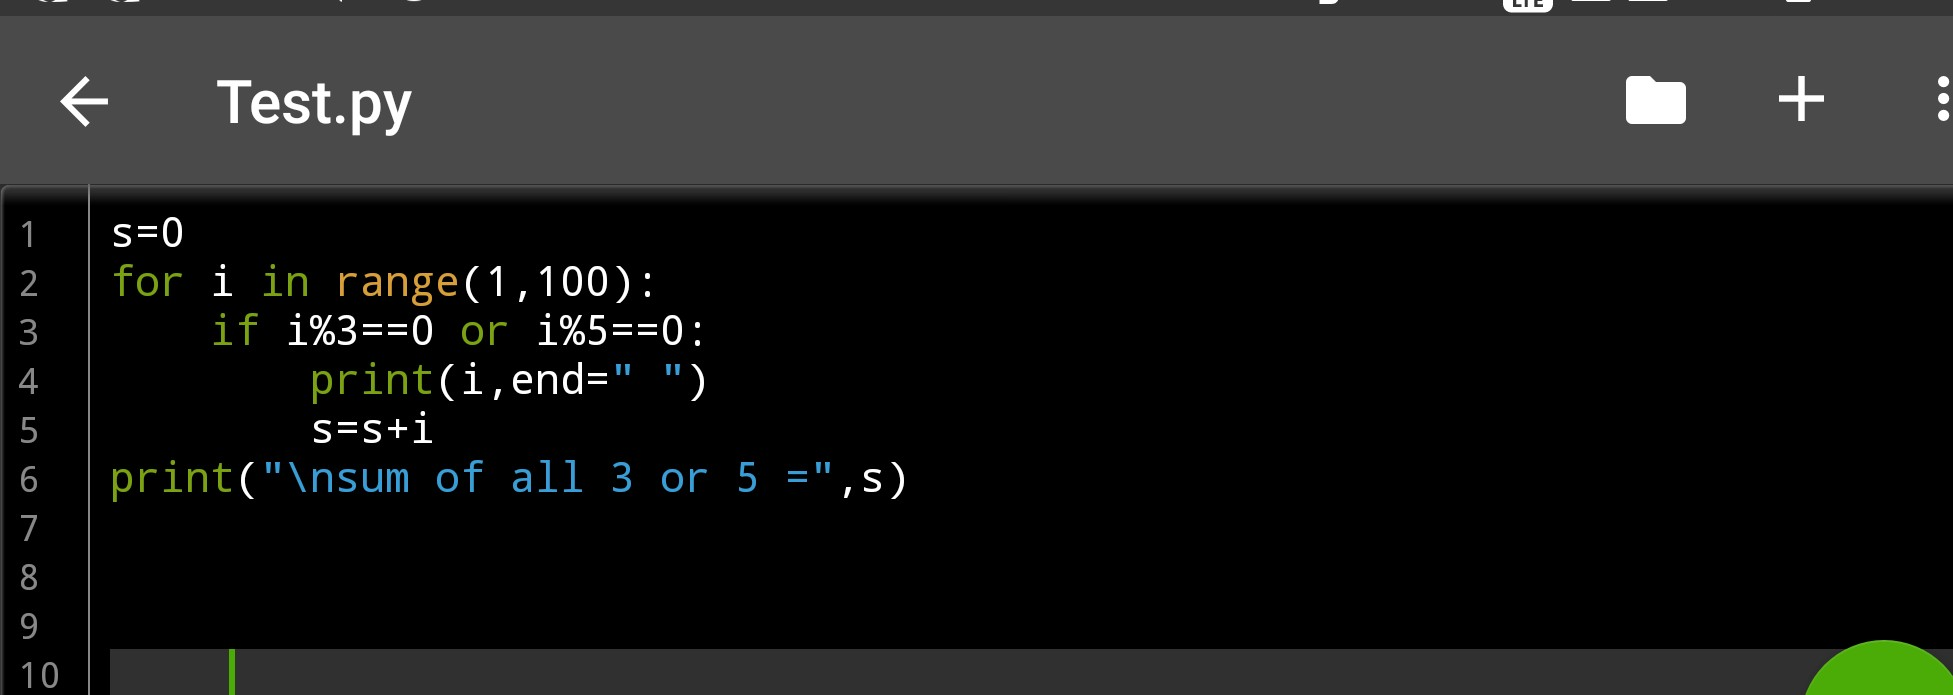 LTE
Test.py
1 s=0
2 for i in range(1,100):
3     if i%3==0 or i%5==0:
4         print(i,end=" ")
5         s=s+i
6 print("\nsum of all 3 or 5 =",s)
7
8
9
10